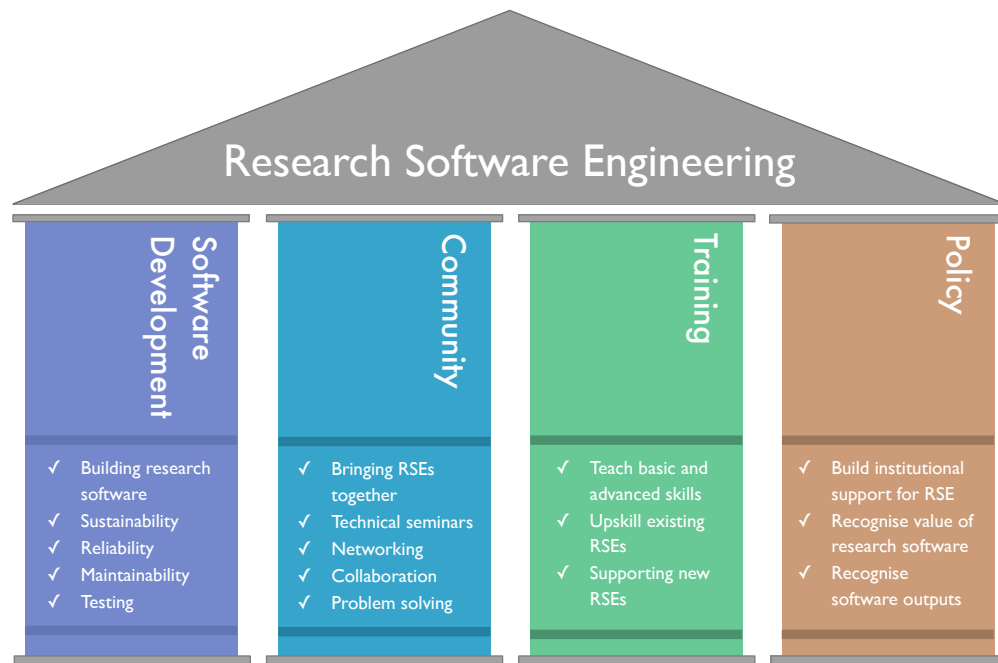 Research Software Engineering
Software
Development
✓ Building research
software
✓ Sustainability
✓ Reliability
✓ Maintainability
✓ Testing
Community
✓ Bringing RSEs
together
✓ Technical seminars
✓ Networking
✓ Collaboration
✓ Problem solving
Training
✓ Teach basic and
advanced skills
✓ Upskill existing
RSEs
✓ Supporting new
RSEs
Policy
✓ Build institutional
support for RSE
✓ Recognise value of
research software
✓ Recognise
software outputs